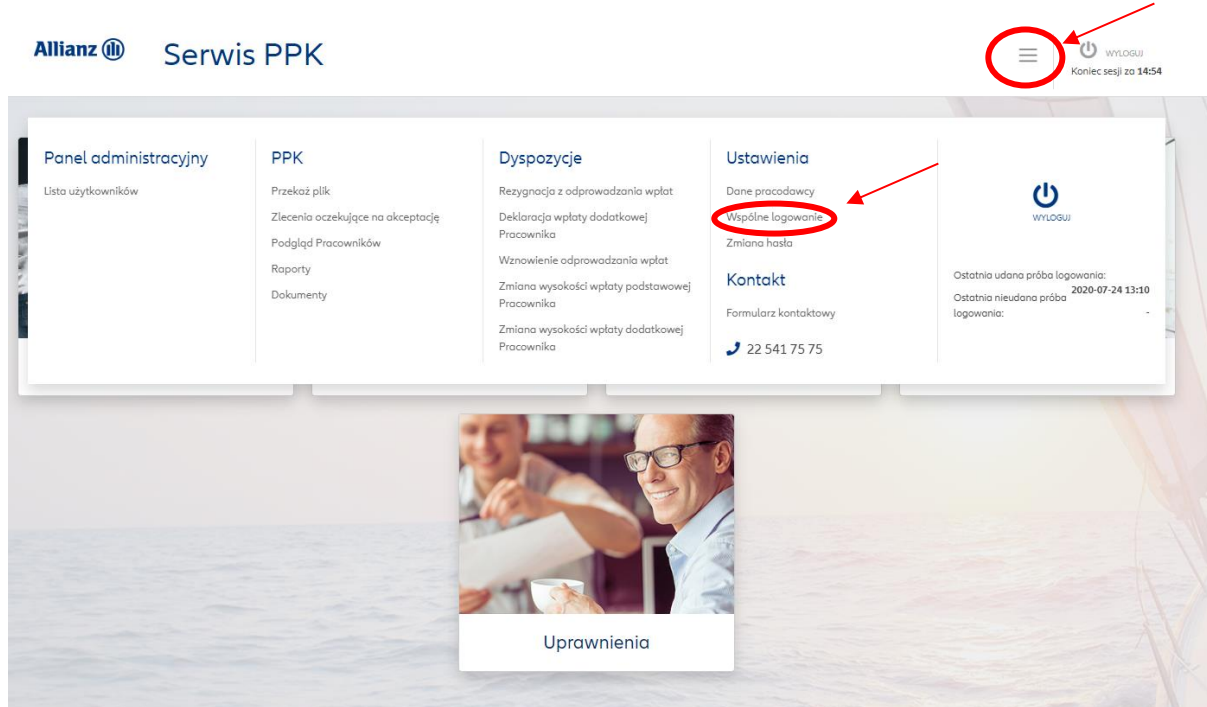 Allianz
Serwis PPK
WYLOGUJ
Koniec sesji za 14:54
Panel administracyjny
Lista użytkowników
PPK
Przekaż plik
Zlecenia oczekujące na akceptację
Podgląd Pracowników
Raporty
Dokumenty
Dyspozycje
Rezygnacja z odprowadzania wpłat
Deklaracja wpłaty dodatkowej
Pracownika
Wznowienie odprowadzania wpłat
Zmiana wysokości wpłaty podstawowej
Pracownika
Zmiana wysokości wpłaty dodatkowej
Pracownika
Ustawienia
Dane pracodawcy
Wspólne logowanie
Zmiana hasła
Kontakt
Formularz kontaktowy
22 541 75 75
WYLOGUJ
Ostatnia udana próba logowania:
2020-07-24 13:10
Ostatnia nieudana próba
logowania: -
Uprawnienia